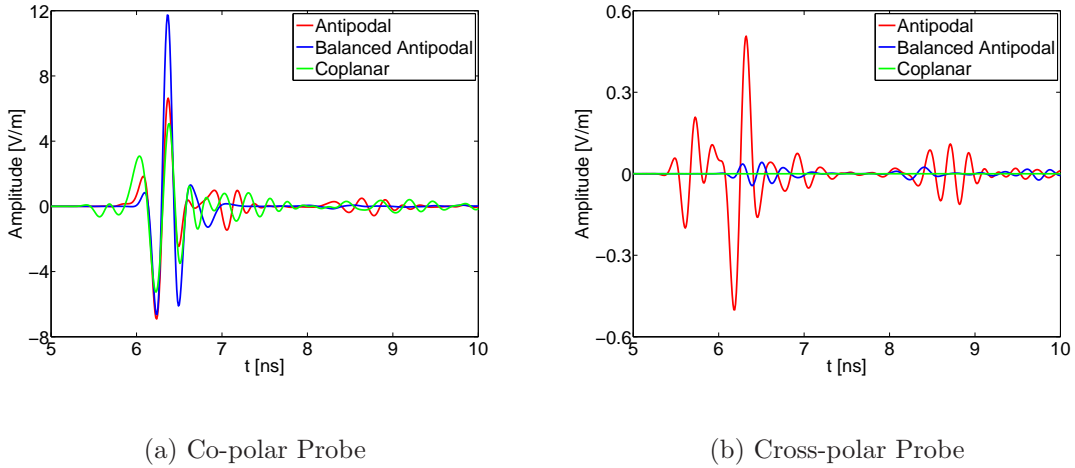 12
8
4
0
−4
−8
Amplitude [V/m]
5 6 7 8 9 10
t [ns]
Antipodal
Balanced Antipodal
Coplanar
(a) Co-polar Probe
0.6
0.3
0
−0.3
−0.6
Amplitude [V/m]
5 6 7 8 9 10
t [ns]
Antipodal
Balanced Antipodal
Coplanar
(b) Cross-polar Probe